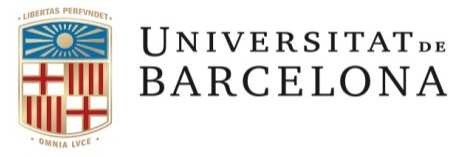 · LIBERTAS PERFVNDET ·
UNIVERSITAT DE
BARCELONA
· OMNIA LVCE ·